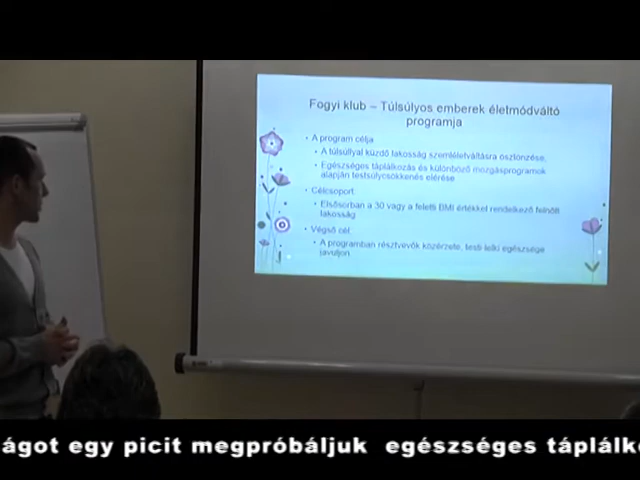 Fogyi klub – Túlsúlyos emberek életmódváltó
programja
• A program célja
• A túlsúllyal küzdő lakosság szemléletváltásra ösztönzése,
• Egészséges táplálkozás és különböző mozgásprogramok
alapján testsúlycsökkenés elérése.
• Célcsoport
• Elsősorban a 30 vagy a feletti BMI értékkel rendelkező felnőtt
lakosság
• Végső cél:
• A programban résztvevők közérzete, testi lelki egészsége
javuljon
ágot egy picit megpróbáljuk egészséges táplálk